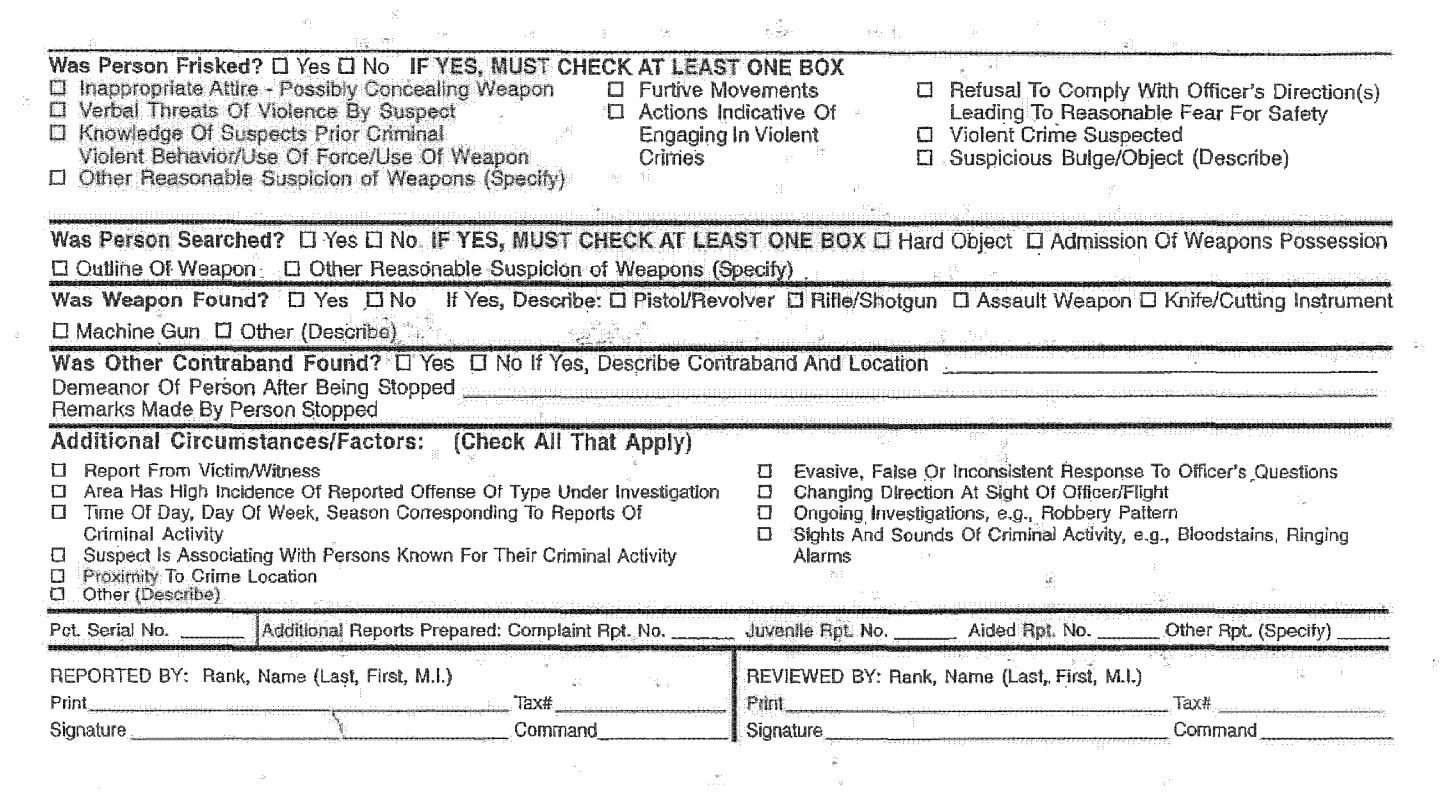 Was Person Frisked? ☐ Yes ☐ No IF YES, MUST CHECK AT LEAST ONE BOX
☐ Inappropriate Attire - Possibly Concealing Weapon
☐ Verbal Threats Of Violence By Suspect
☐ Knowledge Of Suspects Prior Criminal
Violent Behavior/Use Of Force/Use Of Weapon
☐ Other Reasonable Suspicion of Weapons (Specify)
☐ Furtive Movements
☐ Actions Indicative Of
Engaging In Violent
Crimes
☐ Refusal To Comply With Officer's Direction(s)
Leading To Reasonable Fear For Safety
☐ Violent Crime Suspected
☐ Suspicious Bulge/Object (Describe)
Was Person Searched? ☐ Yes ☐ No IF YES, MUST CHECK AT LEAST ONE BOX ☐ Hard Object ☐ Admission Of Weapons Possession
☐ Outline Of Weapon ☐ Other Reasonable Suspicion of Weapons (Specify)
Was Weapon Found? ☐ Yes ☐ No If Yes, Describe: ☐ Pistol/Revolver ☐ Rifle/Shotgun ☐ Assault Weapon ☐ Knife/Cutting Instrument
☐ Machine Gun ☐ Other (Describe)
Was Other Contraband Found? ☐ Yes ☐ No If Yes, Describe Contraband And Location
Demeanor Of Person After Being Stopped
Remarks Made By Person Stopped
Additional Circumstances/Factors: (Check All That Apply)
☐ Report From Victim/Witness
☐ Area Has High Incidence Of Reported Offense Of Type Under Investigation
☐ Time Of Day, Day Of Week, Season Corresponding To Reports Of
Criminal Activity
☐ Suspect Is Associating With Persons Known For Their Criminal Activity
☐ Proximity To Crime Location
☐ Other (Describe)
☐ Evasive, False Or Inconsistent Response To Officer's Questions
☐ Changing Direction At Sight Of Officer/Flight
☐ Ongoing Investigations, e.g., Robbery Pattern
☐ Sights And Sounds Of Criminal Activity, e.g., Bloodstains, Ringing
Alarms
Pct. Serial No. Additional Reports Prepared: Complaint Rpt. No. Juvenile Rpt. No. Aided Rpt. No. Other Rpt. (Specify)
REPORTED BY: Rank, Name (Last, First, M.I.)
Print Tax#
Signature Command
REVIEWED BY: Rank, Name (Last, First, M.I.)
Print Tax#
Signature Command